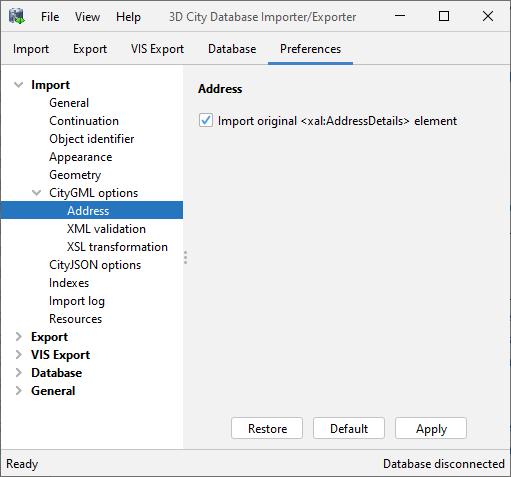 File View Help 3D City Database Importer/Exporter
Import Export VIS Export Database Preferences
Import
General
Continuation
Object identifier
Appearance
Geometry
CityGML options
Address
XML validation
XSL transformation
CityJSON options
Indexes
Import log
Resources
Export
VIS Export
Database
General
Address
Import original <xal:AddressDetails> element
Restore Default Apply
Ready Database disconnected